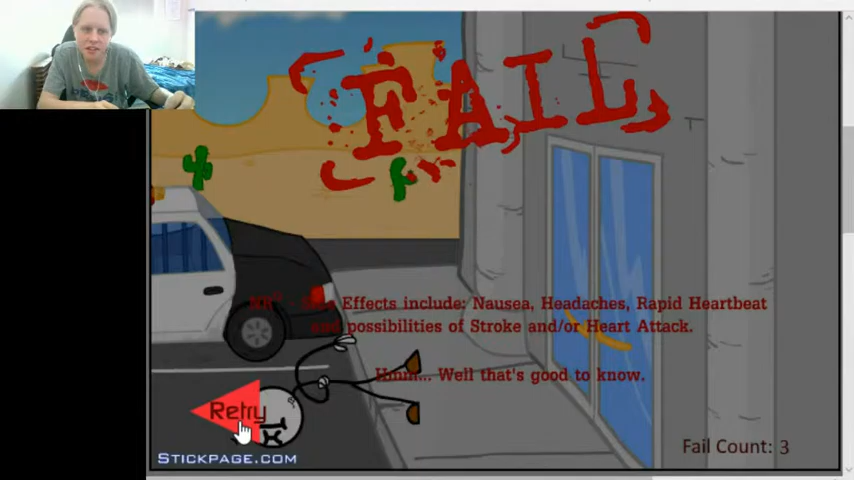 FAIL
Effects include: Nausea, Headaches, Rapid Heartbeat
and possibilities of Stroke and/or Heart Attack.
Hmm... Well that's good to know.
Retry
Fail Count: 3
STICKPAGE.COM